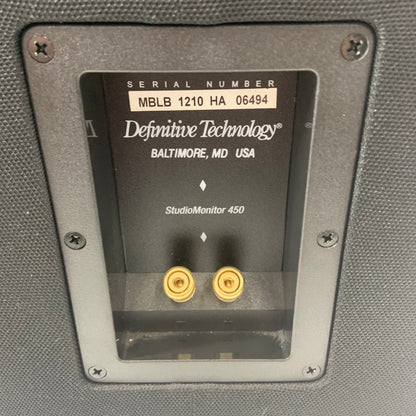 SERIAL NUMBER
MBLB 1210 HA 06494
Definitive Technology®
BALTIMORE, MD USA
StudioMonitor 450